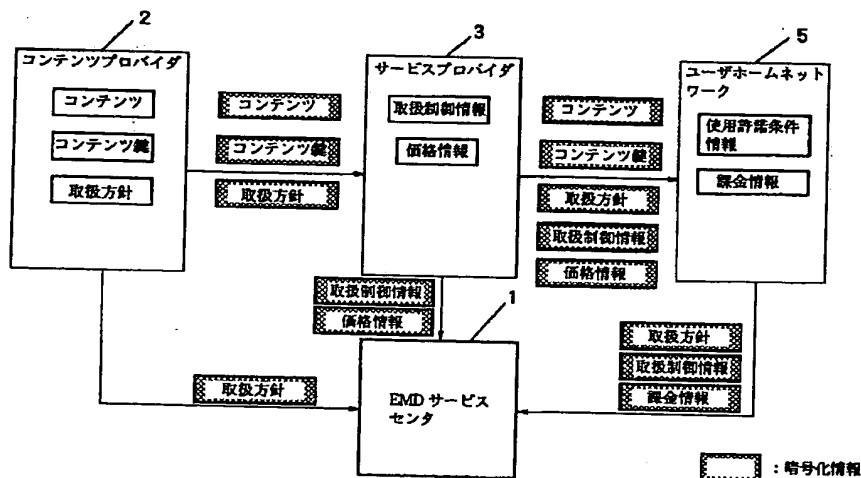 2
コンテンツプロバイダ
コンテンツ
コンテンツ鍵
取扱方針
コンテンツ
コンテンツ鍵
取扱方針
3
サービスプロバイダ
取扱制御情報
価格情報
コンテンツ
コンテンツ鍵
取扱方針
取扱制御情報
価格情報
5
ユーザホームネット
ワーク
使用許諾条件
情報
課金情報
取扱制御情報
価格情報
1
EMD サービス
センタ
取扱方針
取扱方針
取扱制御情報
課金情報
：暗号化情報